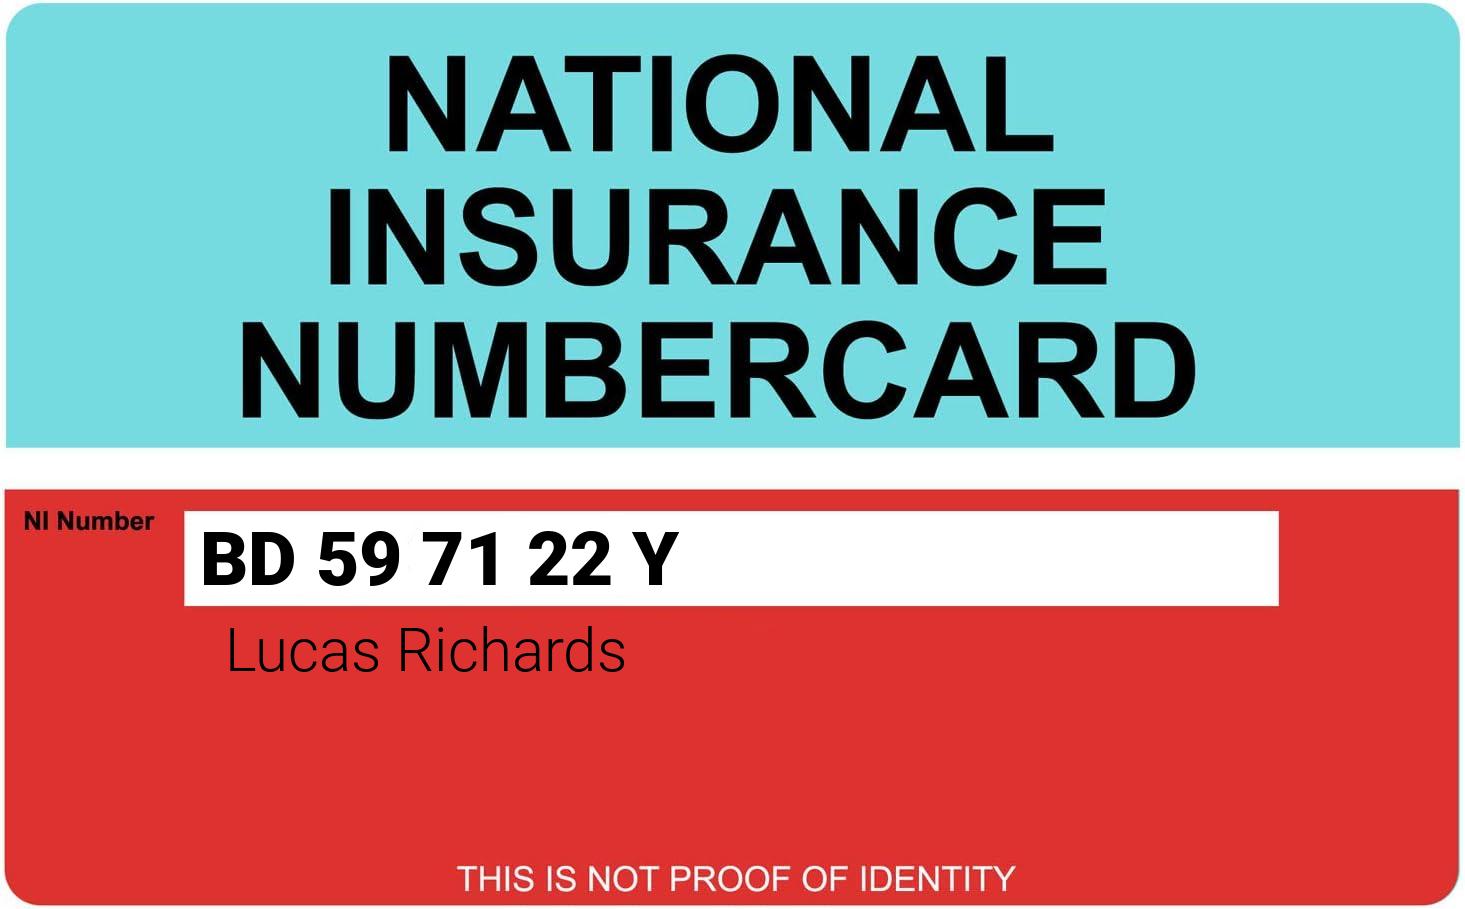 NATIONAL
INSURANCE
NUMBERCARD
NI Number
BD 59 71 22 Y
Lucas Richards
THIS IS NOT PROOF OF IDENTITY